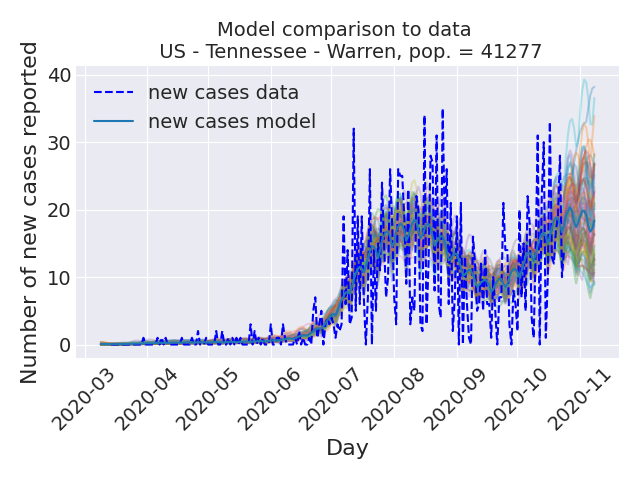 Model comparison to data
US - Tennessee - Warren, pop. = 41277
Number of new cases reported
40
30
20
10
0
new cases data
new cases model
2020-03
2020-04
2020-05
2020-06
2020-07
2020-08
2020-09
2020-10
2020-11
Day